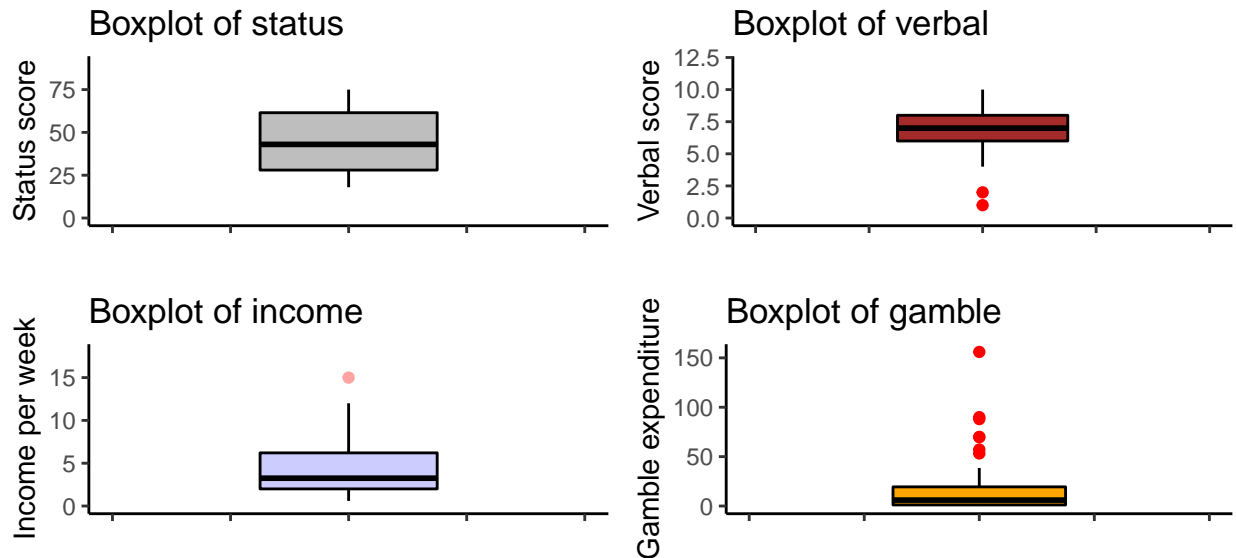 Boxplot of status
Status score
75
50
25
0
Boxplot of verbal
Verbal score
12.5
10.0
7.5
5.0
2.5
0.0
Boxplot of income
Income per week
15
10
5
0
Boxplot of gamble
Gamble expenditure
150
100
50
0